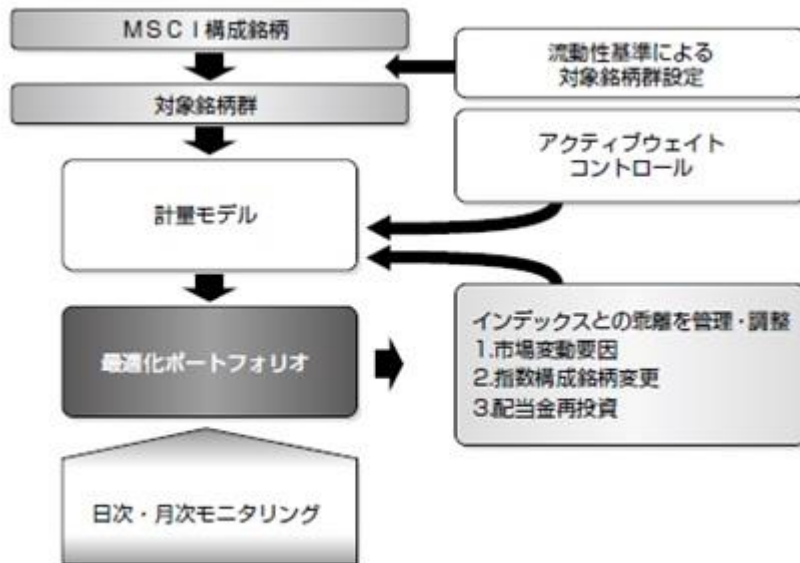 MSCI構成銘柄
流動性基準による
対象銘柄群設定
対象銘柄群
アクティブウェイト
コントロール
計量モデル
最適化ポートフォリオ
インデックスとの乖離を管理・調整
1.市場変動要因
2.指数構成銘柄変更
3.配当金再投資
日次・月次モニタリング